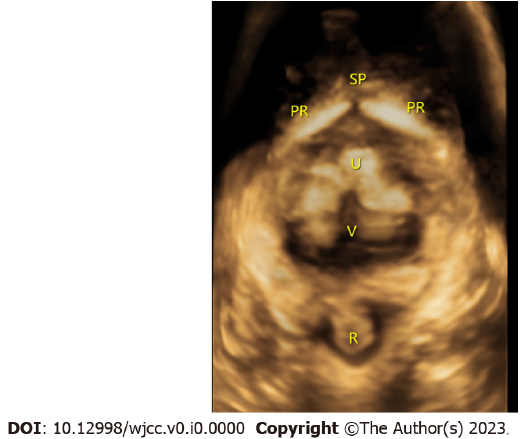 SP
PR PR
U
V
R
DOI: 10.12998/wjcc.v0.i0.0000 Copyright ©The Author(s) 2023.